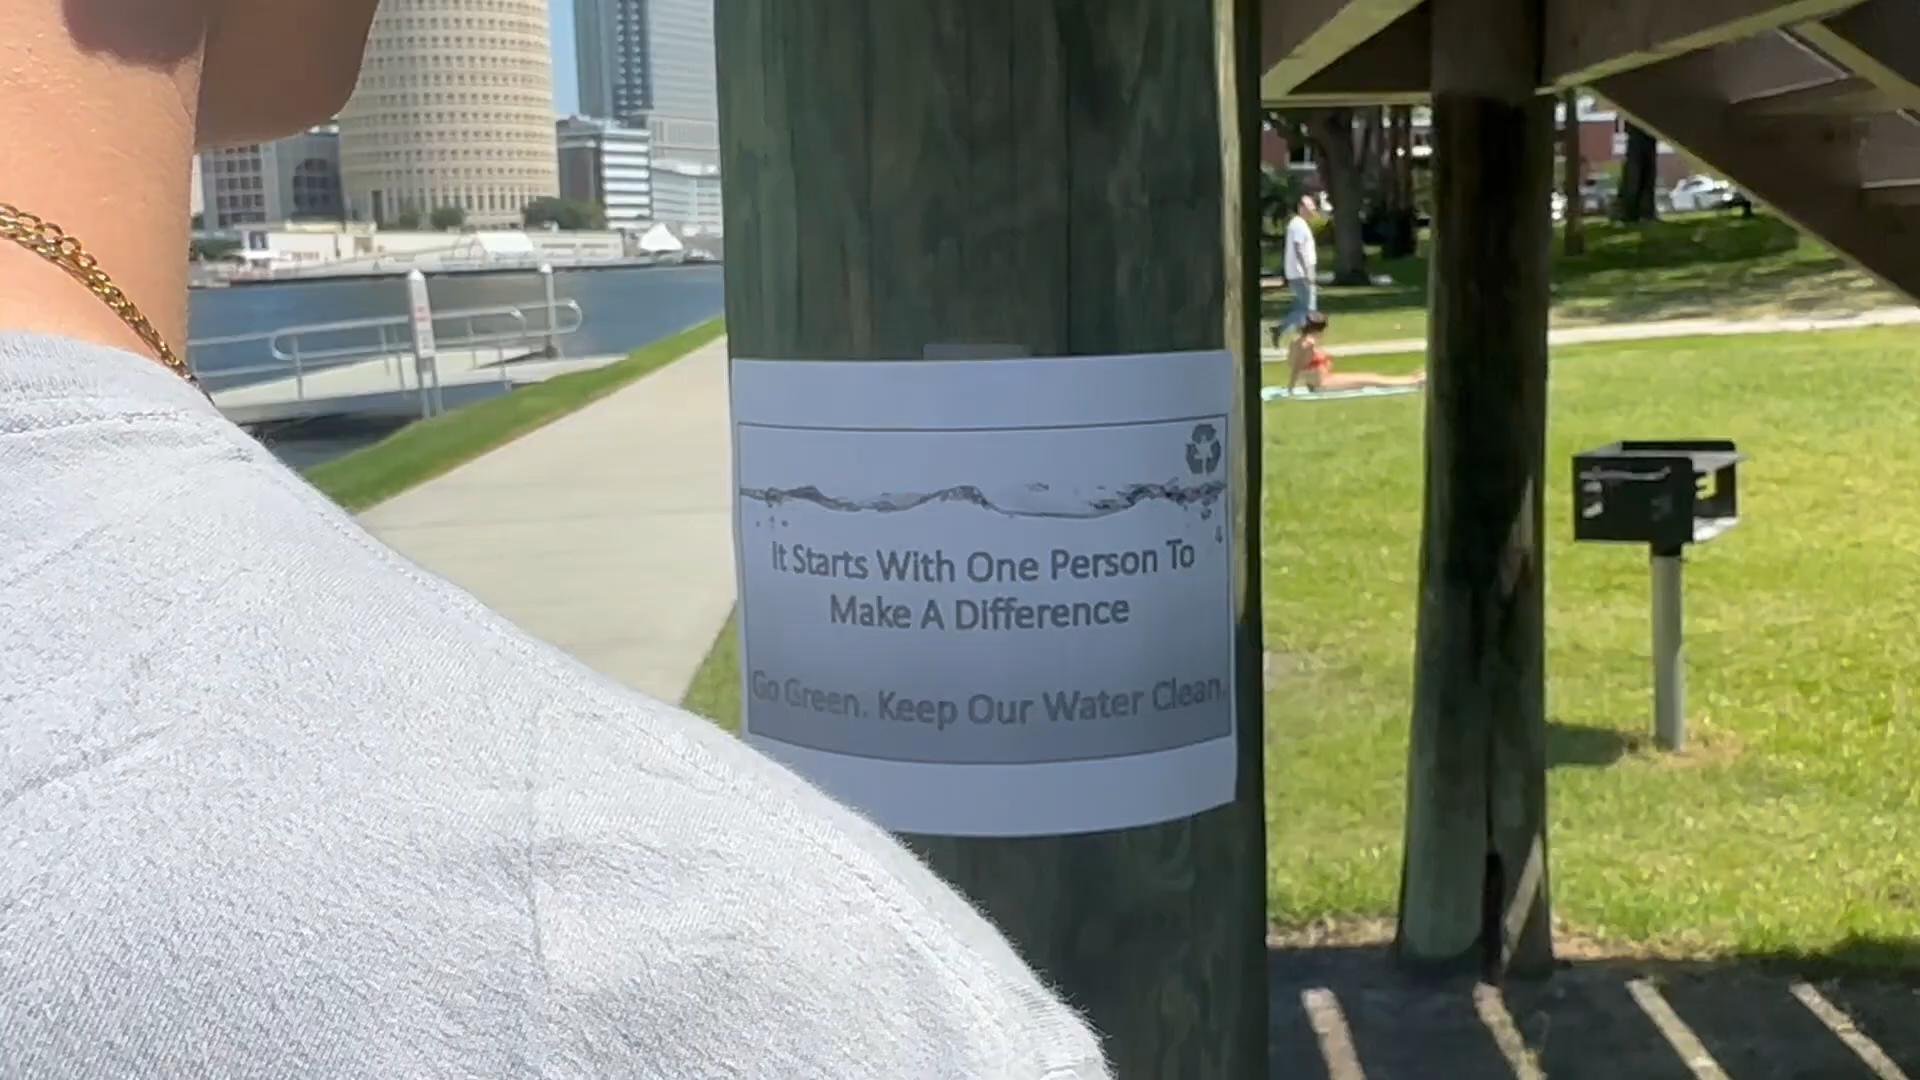 It Starts With One Person To
Make A Difference
Go Green. Keep Our Water Clean.